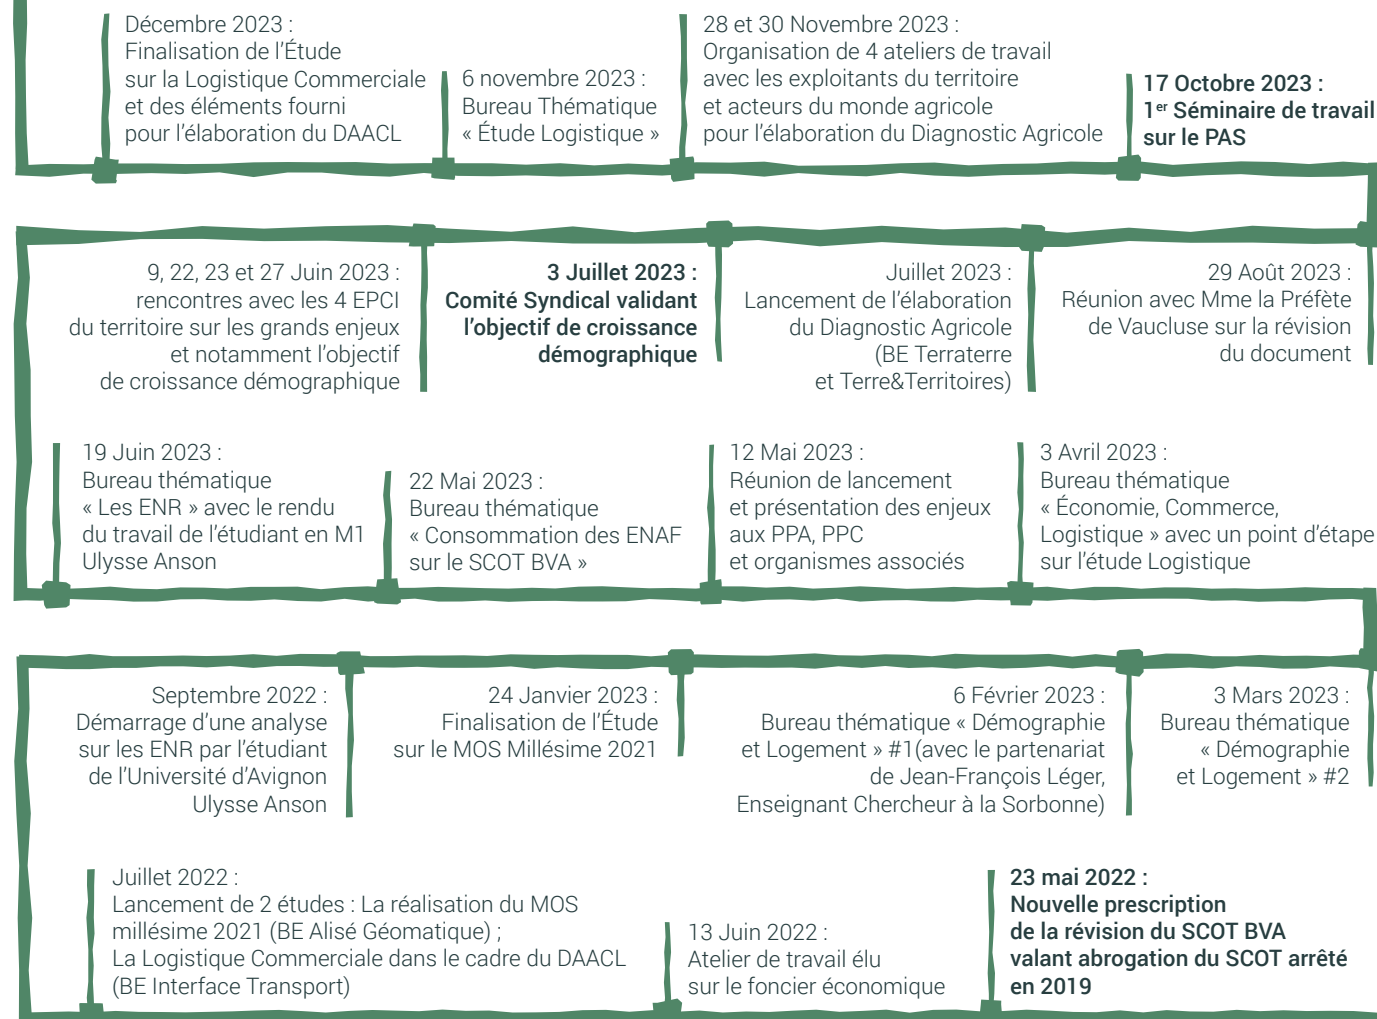 Décembre 2023 :
Finalisation de l'Étude
sur la Logistique Commerciale
et des éléments fourni
pour l'élaboration du DAACL
6 novembre 2023 :
Bureau Thématique
« Étude Logistique »
28 et 30 Novembre 2023 :
Organisation de 4 ateliers de travail
avec les exploitants du territoire
et acteurs du monde agricole
pour l'élaboration du Diagnostic Agricole
17 Octobre 2023 :
1er Séminaire de travail
sur le PAS
9, 22, 23 et 27 Juin 2023 :
rencontres avec les 4 EPCI
du territoire sur les grands enjeux
et notamment l'objectif
de croissance démographique
3 Juillet 2023 :
Comité Syndical validant
l'objectif de croissance
démographique
Juillet 2023 :
Lancement de l'élaboration
du Diagnostic Agricole
(BE Terraterre
et Terre&Territoires)
29 Août 2023 :
Réunion avec Mme la Préfète
de Vaucluse sur la révision
du document
19 Juin 2023 :
Bureau thématique
« Les ENR » avec le rendu
du travail de l'étudiant en M1
Ulysse Anson
22 Mai 2023 :
Bureau thématique
« Consommation des ENAF
sur le SCOT BVA »
12 Mai 2023 :
Réunion de lancement
et présentation des enjeux
aux PPA, PPC
et organismes associés
3 Avril 2023 :
Bureau thématique
« Économie, Commerce,
Logistique » avec un point d'étape
sur l'étude Logistique
Septembre 2022 :
Démarrage d'une analyse
sur les ENR par l'étudiant
de l'Université d'Avignon
Ulysse Anson
24 Janvier 2023 :
Finalisation de l'Étude
sur le MOS Millésime 2021
6 Février 2023 :
Bureau thématique « Démographie
et Logement » #1(avec le partenariat
de Jean-François Léger,
Enseignant Chercheur à la Sorbonne)
3 Mars 2023 :
Bureau thématique
« Démographie
et Logement » #2
Juillet 2022 :
Lancement de 2 études : La réalisation du MOS
millésime 2021 (BE Alisé Géomatique) ;
La Logistique Commerciale dans le cadre du DAACL
(BE Interface Transport)
13 Juin 2022 :
Atelier de travail élu
sur le foncier économique
23 mai 2022 :
Nouvelle prescription
de la révision du SCOT BVA
valant abrogation du SCOT arrêté
en 2019